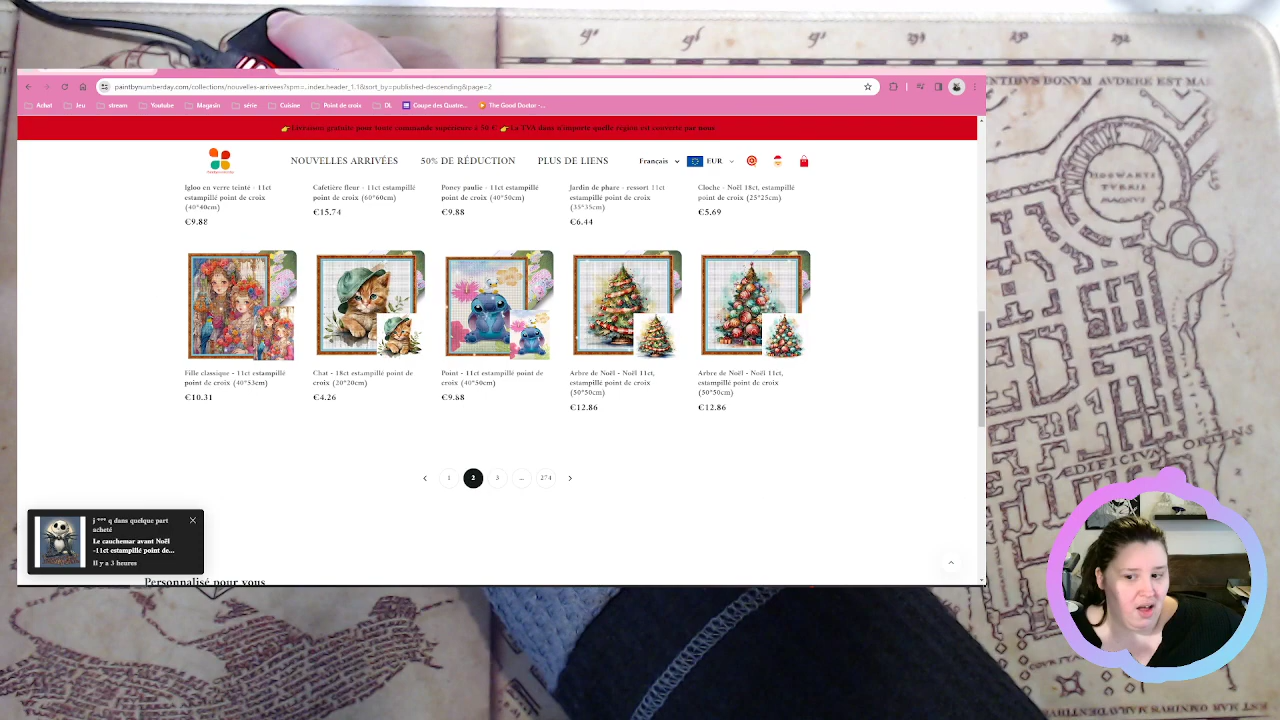 paintbynumberday.com/collections/nouvelles-arrivees?spm=..index.header_1.1&sort_by=published-descending&page=2
Achat
Jeu
stream
Youtube
Magasin
série
Cuisine
Point de croix
DL
Coupe des Quatre...
The Good Doctor -...
Livraison gratuite pour toute commande supérieure à 50 € 👉La TVA dans n'importe quelle région est couverte par nous
NOUVELLES ARRIVÉES
50% DE RÉDUCTION
PLUS DE LIENS
Français
EUR
Igloo en verre teinté - 11ct
estampillé point de croix
(40*40cm)
€9.88
Cafetière fleur - 11ct estampillé
point de croix (60*60cm)
€15.74
Poney paulie - 11ct estampillé
point de croix (40*50cm)
€9.88
Jardin de phare - ressort 11ct
estampillé point de croix
(35*35cm)
€6.44
Cloche - Noël 18ct, estampillé
point de croix (25*25cm)
€5.69
Fille classique - 11ct estampillé
point de croix (40*53cm)
€10.31
Chat - 18ct estampillé point de
croix (20*20cm)
€4.26
Point - 11ct estampillé point de
croix (40*50cm)
€9.88
Arbre de Noël - Noël 11ct,
estampillé point de croix
(50*50cm)
€12.86
Arbre de Noël - Noël 11ct,
estampillé point de croix
(50*50cm)
€12.86
1
2
3
...
274
j *** q dans quelque part
acheté
Le cauchemar avant Noël
-11ct estampillé point de...
Il y a 3 heures
Personnalisé pour vous
HOGWARTS
TVRRIS
MAGNVS
ÆDIFICIVM
ORTENS